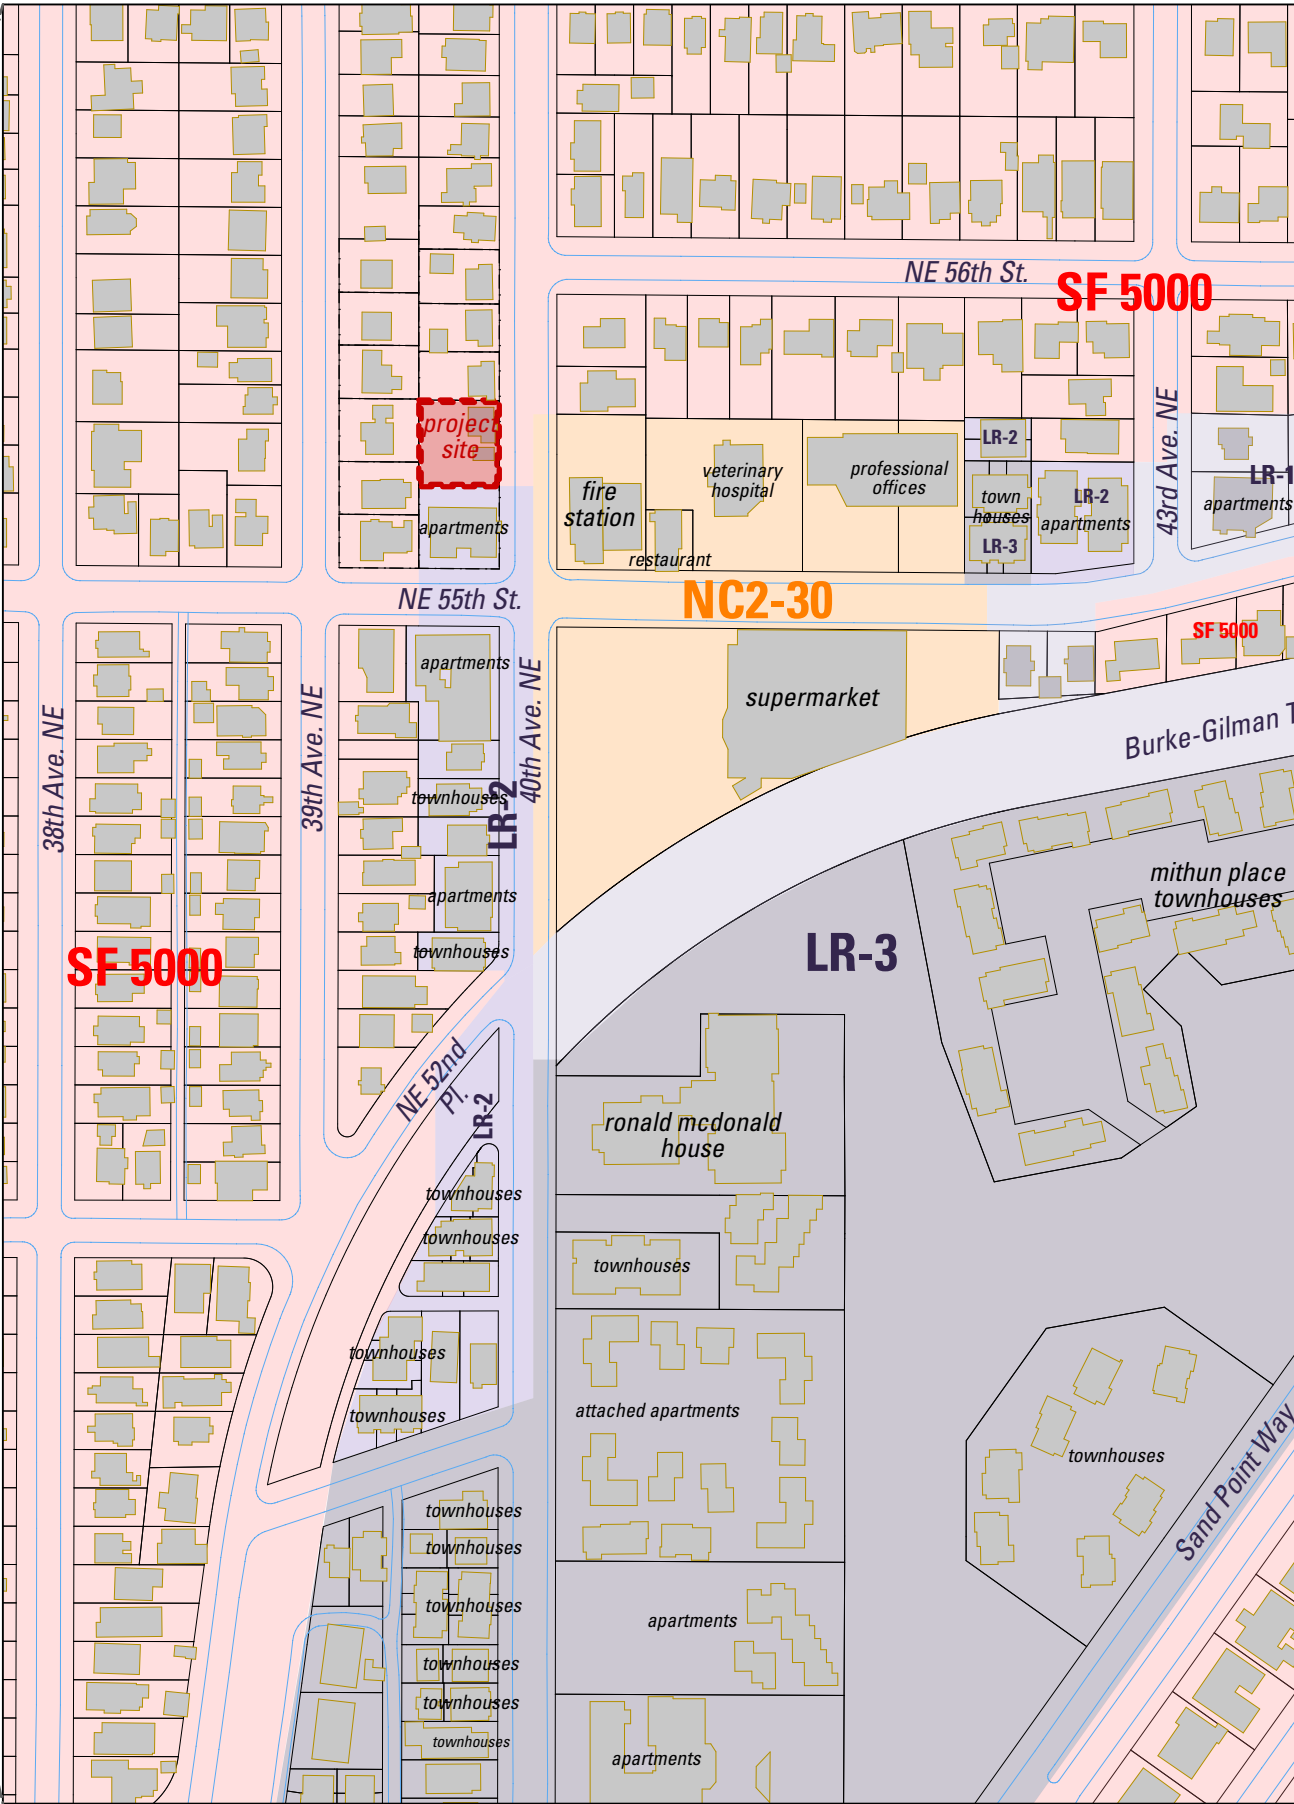 NE 56th St.
SF 5000
project
site
43rd Ave. NE
LR-2
veterinary
hospital
professional
offices
LR-1
fire
station
town
houses
LR-2
apartments
apartments
apartments
LR-3
restaurant
NE 55th St.
NC2-30
SF 5000
apartments
supermarket
38th Ave. NE
39th Ave. NE
40th Ave. NE
Burke-Gilman T
townhouses
LR-2
mithun place
townhouses
apartments
townhouses
SF 5000
LR-3
NE 52nd
Pl.
LR-2
ronald mcdonald
house
townhouses
townhouses
townhouses
townhouses
townhouses
attached apartments
townhouses
Sand Point Way
townhouses
townhouses
townhouses
apartments
townhouses
townhouses
townhouses
apartments